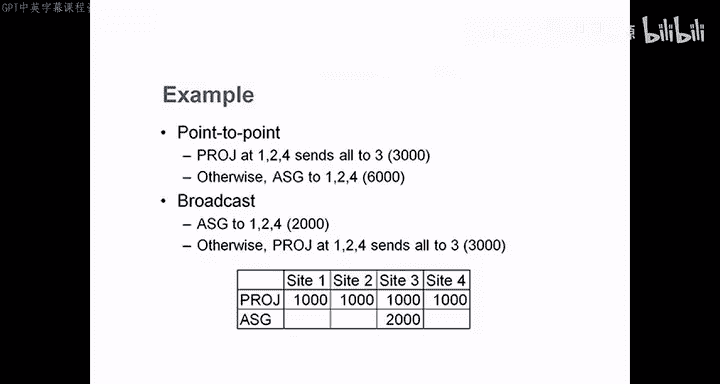 GPT中英字幕课程资源
bilibili
Example
• Point-to-point
– PROJ at 1,2,4 sends all to 3 (3000)
– Otherwise, ASG to 1,2,4 (6000)
• Broadcast
– ASG to 1,2,4 (2000)
– Otherwise, PROJ at 1,2,4 sends all to 3 (3000)
Site 1 Site 2 Site 3 Site 4
PROJ 1000 1000 1000 1000
ASG 2000